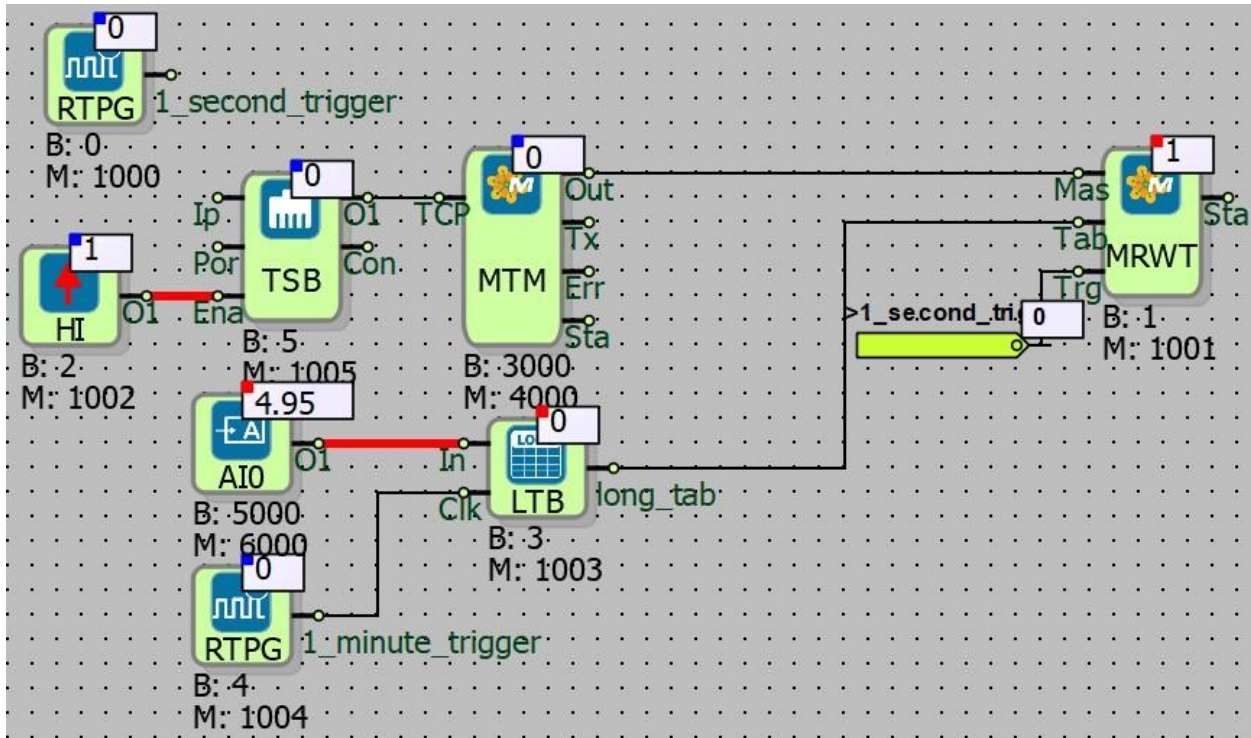 0
RTPG
1_second_trigger
B: 0
M: 1000
0
Ip
O1
Por
Con
TSB
Ena
B: 5
M: 1005
1
HI
O1
B: 2
M: 1002
0
TCP
Out
Tx
MTM
Err
Sta
B: 3000
M: 4000
1
Mas
Sta
Tab
MRWT
Trg
B: 1
M: 1001
>1_second_tri
0
4.95
AI0
O1
B: 5000
M: 6000
0
In
Clk
LTB
long_tab
B: 3
M: 1003
0
RTPG
1_minute_trigger
B: 4
M: 1004